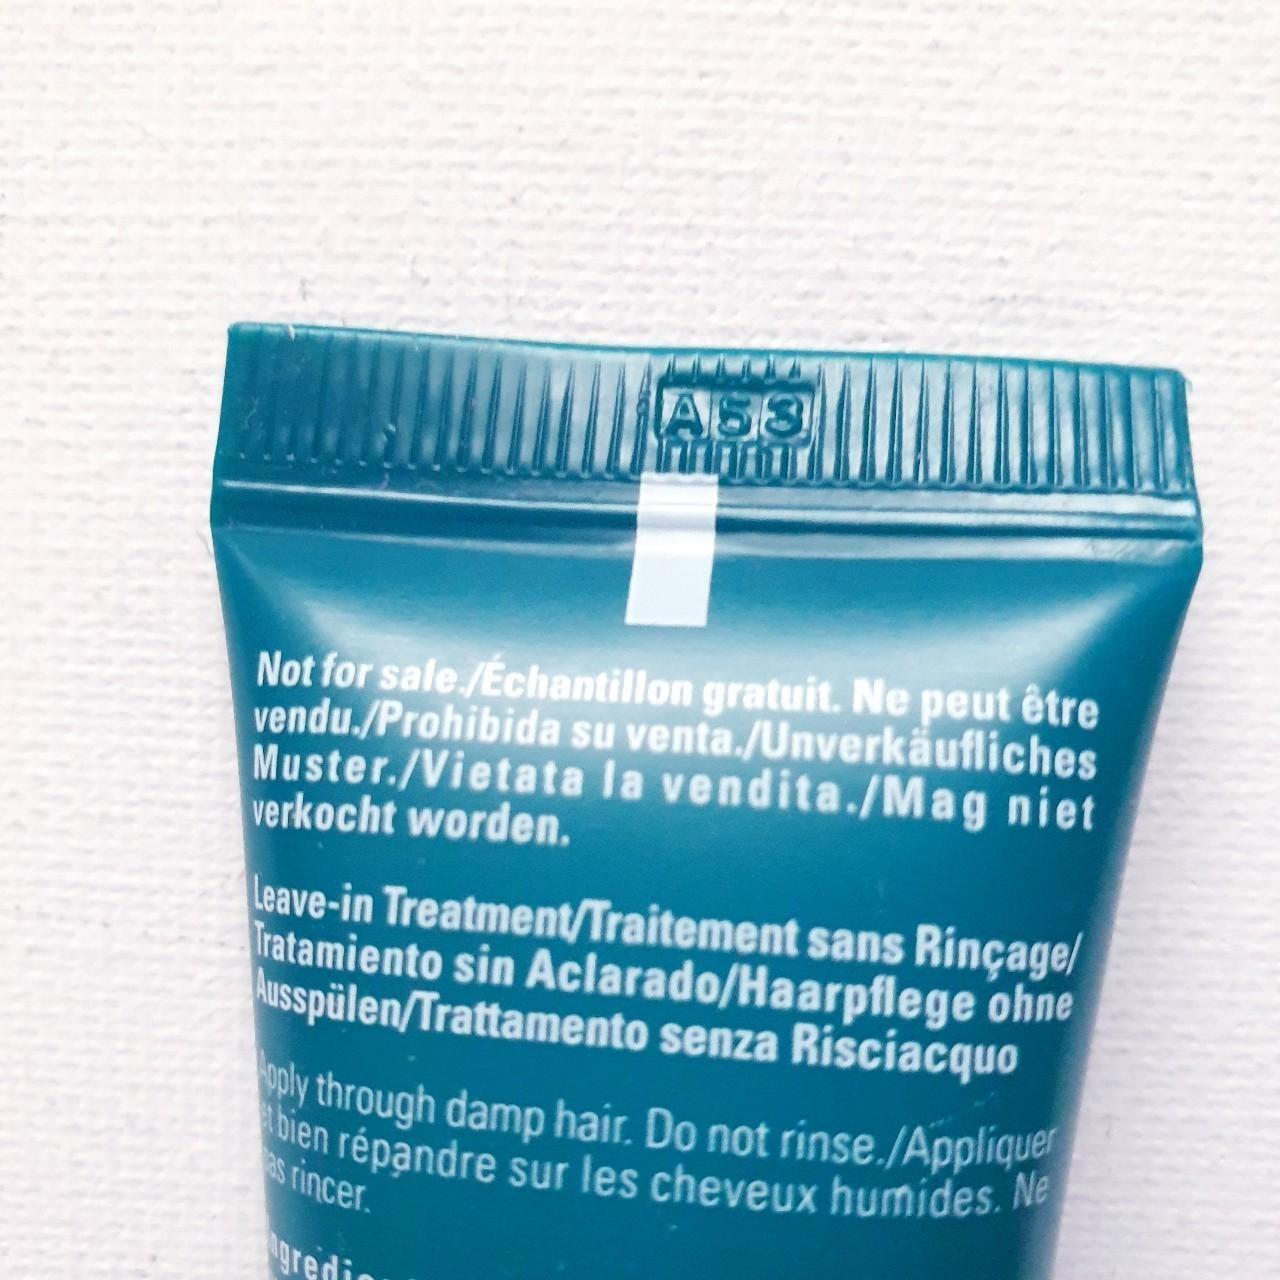 A53
Not for sale./Échantillon gratuit. Ne peut être
vendu./Prohibida su venta./Unverkäufliches
Muster./Vietata la vendita./Mag niet
verkocht worden.
Leave-in Treatment/Traitement sans Rinçage/
Tratamiento sin Aclarado/Haarpflege ohne
Ausspülen/Trattamento senza Risciacquo
Apply through damp hair. Do not rinse./Appliquer
et bien répandre sur les cheveux humides. Ne
pas rincer.